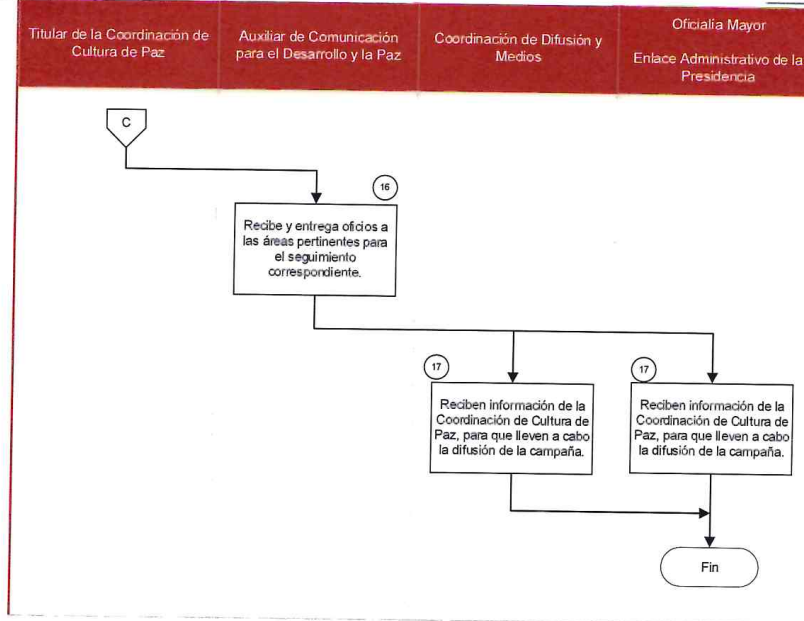 Titular de la Coordinación de
Cultura de Paz
Auxiliar de Comunicación
para el Desarrollo y la Paz
Coordinación de Difusión y
Medios
Oficialía Mayor
Enlace Administrativo de la
Presidencia
C
16
Recibe y entrega oficios a
las áreas pertinentes para
el seguimiento
correspondiente.
17
Reciben información de la
Coordinación de Cultura de
Paz, para que lleven a cabo
la difusión de la campaña.
17
Reciben información de la
Coordinación de Cultura de
Paz, para que lleven a cabo
la difusión de la campaña.
Fin